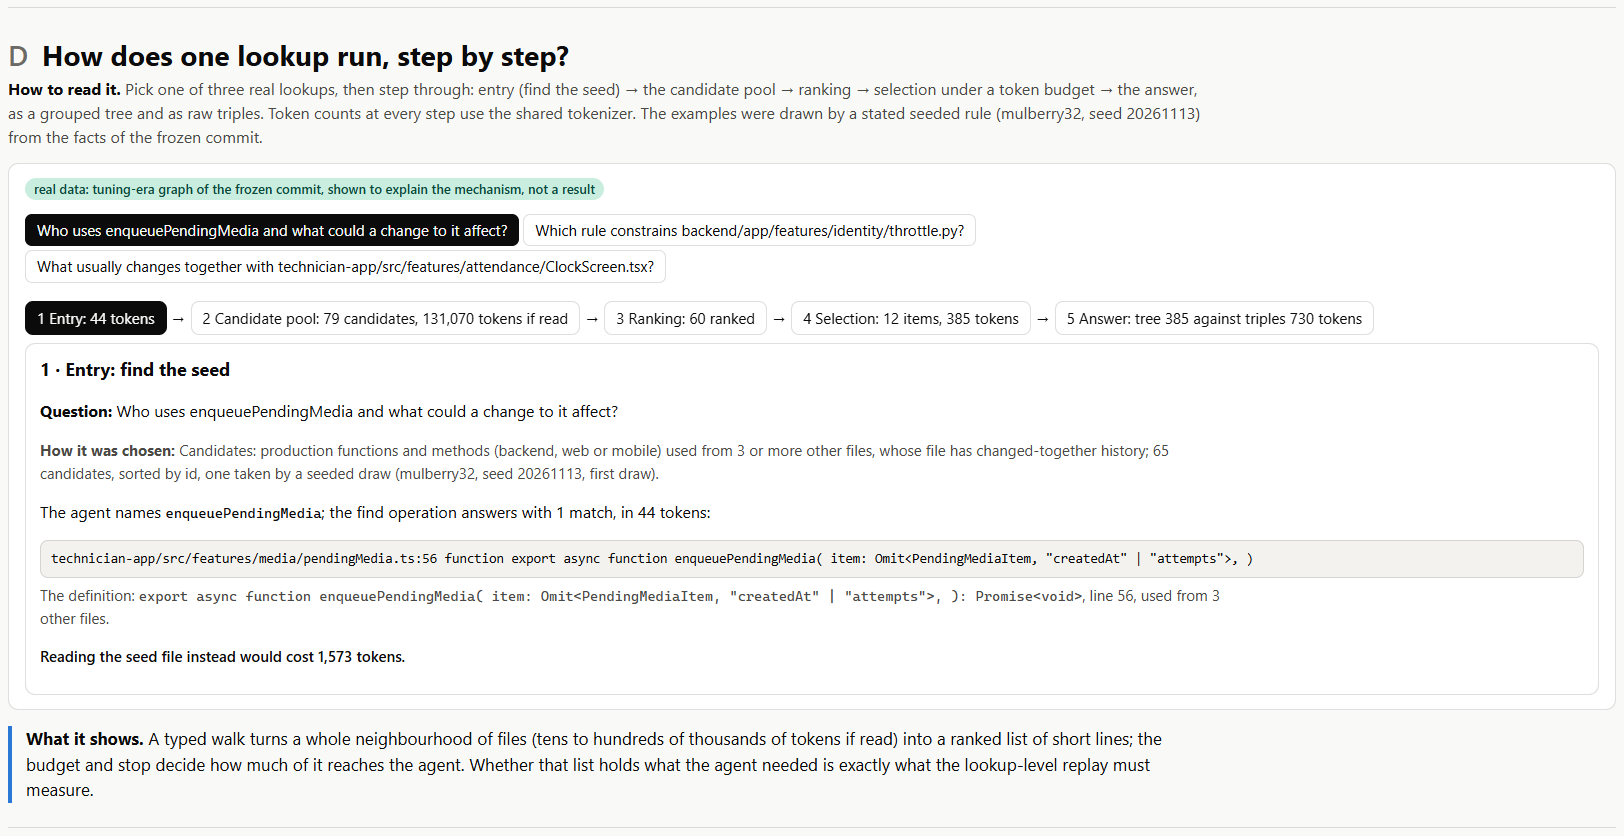 D How does one lookup run, step by step?
How to read it. Pick one of three real lookups, then step through: entry (find the seed) → the candidate pool → ranking → selection under a token budget → the answer,
as a grouped tree and as raw triples. Token counts at every step use the shared tokenizer. The examples were drawn by a stated seeded rule (mulberry32, seed 20261113)
from the facts of the frozen commit.
real data: tuning-era graph of the frozen commit, shown to explain the mechanism, not a result
Who uses enqueuePendingMedia and what could a change to it affect? Which rule constrains backend/app/features/identity/throttle.py?
What usually changes together with technician-app/src/features/attendance/ClockScreen.tsx?
1 Entry: 44 tokens → 2 Candidate pool: 79 candidates, 131,070 tokens if read → 3 Ranking: 60 ranked → 4 Selection: 12 items, 385 tokens → 5 Answer: tree 385 against triples 730 tokens
1 · Entry: find the seed
Question: Who uses enqueuePendingMedia and what could a change to it affect?
How it was chosen: Candidates: production functions and methods (backend, web or mobile) used from 3 or more other files, whose file has changed-together history; 65
candidates, sorted by id, one taken by a seeded draw (mulberry32, seed 20261113, first draw).
The agent names enqueuePendingMedia; the find operation answers with 1 match, in 44 tokens:
technician-app/src/features/media/pendingMedia.ts:56 function export async function enqueuePendingMedia( item: Omit<PendingMediaItem, "createdAt" | "attempts">, )
The definition: export async function enqueuePendingMedia( item: Omit<PendingMediaItem, "createdAt" | "attempts">, ): Promise<void>, line 56, used from 3
other files.
Reading the seed file instead would cost 1,573 tokens.
What it shows. A typed walk turns a whole neighbourhood of files (tens to hundreds of thousands of tokens if read) into a ranked list of short lines; the
budget and stop decide how much of it reaches the agent. Whether that list holds what the agent needed is exactly what the lookup-level replay must
measure.